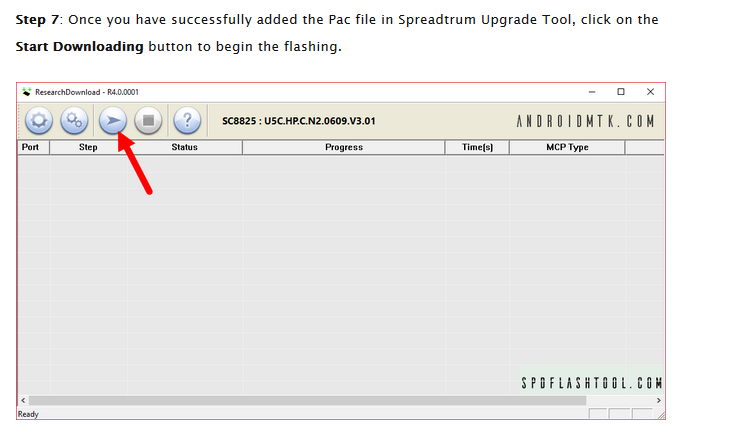 Step 7: Once you have successfully added the Pac file in Spreadtrum Upgrade Tool, click on the
Start Downloading button to begin the flashing.
ResearchDownload - R4.0.0001
SC8825 : U5C.HP.C.N2.0609.V3.01
ANDROIDMTK.COM
Port Step Status Progress Time(s) MCP Type
SPDFLASHTOOL.COM
Ready